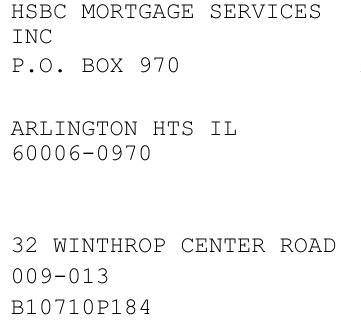 HSBC MORTGAGE SERVICES
INC
P.O. BOX 970
ARLINGTON HTS IL
60006-0970
32 WINTHROP CENTER ROAD
009-013
B10710P184